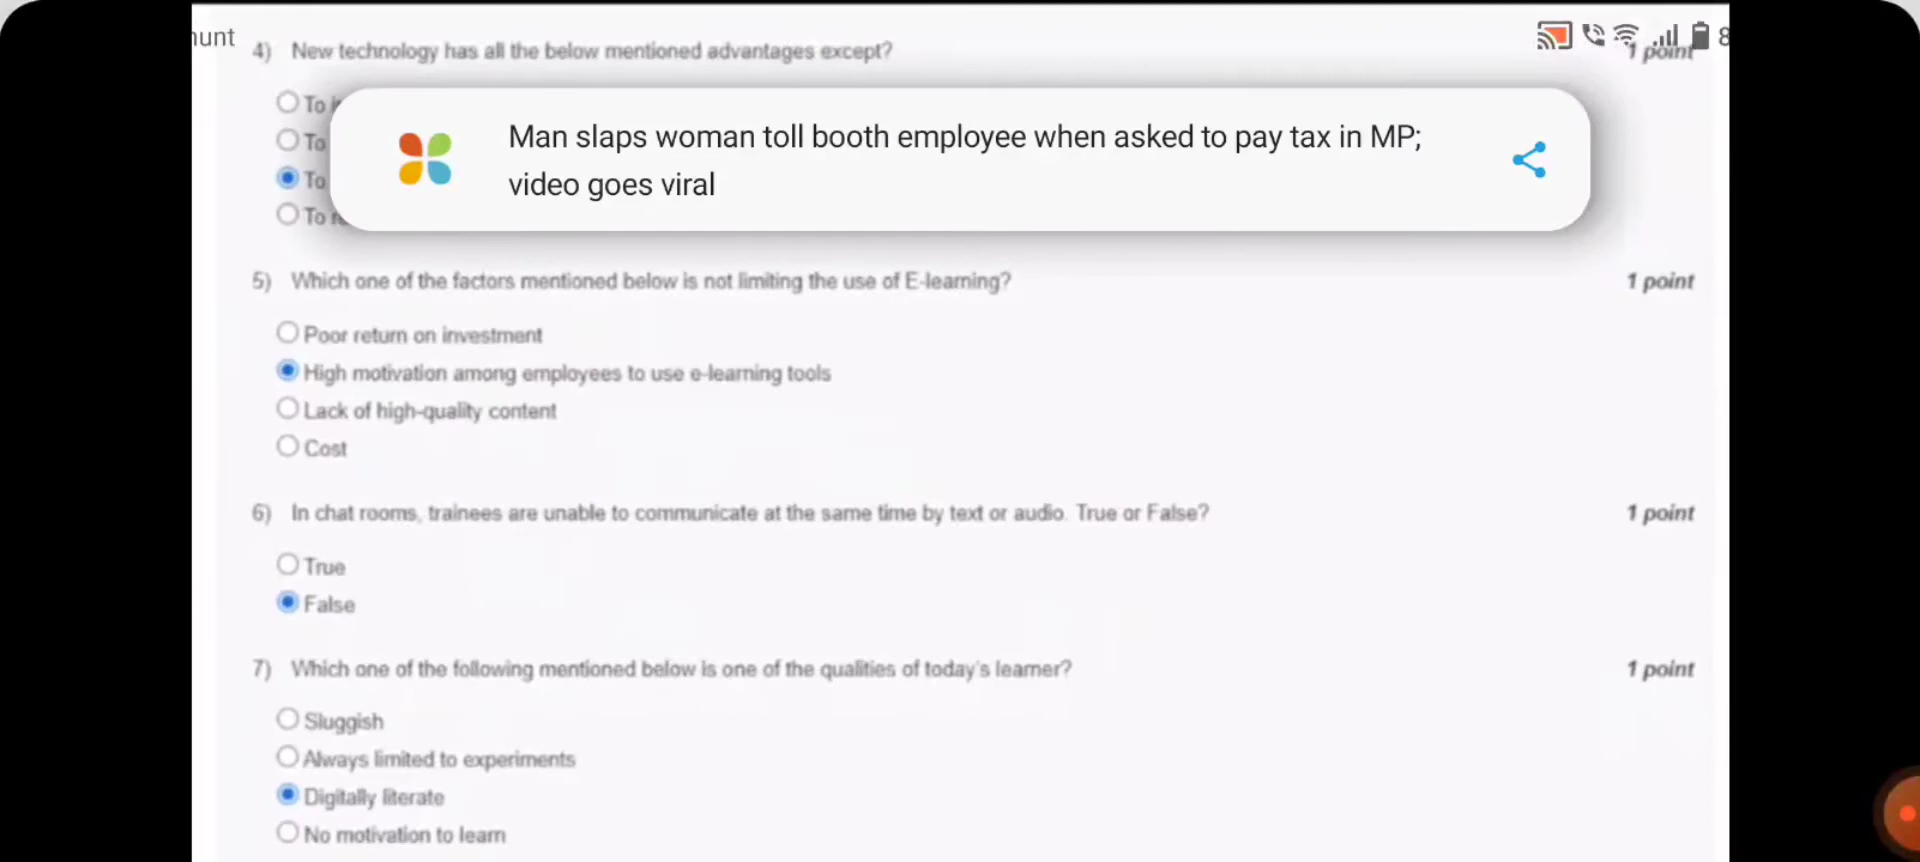 4) New technology has all the below mentioned advantages except?
1 point
To
To
To
To
Man slaps woman toll booth employee when asked to pay tax in MP;
video goes viral
5) Which one of the factors mentioned below is not limiting the use of E-learning?
1 point
Poor return on investment
High motivation among employees to use e-learning tools
Lack of high-quality content
Cost
6) In chat rooms, trainees are unable to communicate at the same time by text or audio. True or False?
1 point
True
False
7) Which one of the following mentioned below is one of the qualities of today's learner?
1 point
Sluggish
Always limited to experiments
Digitally literate
No motivation to learn